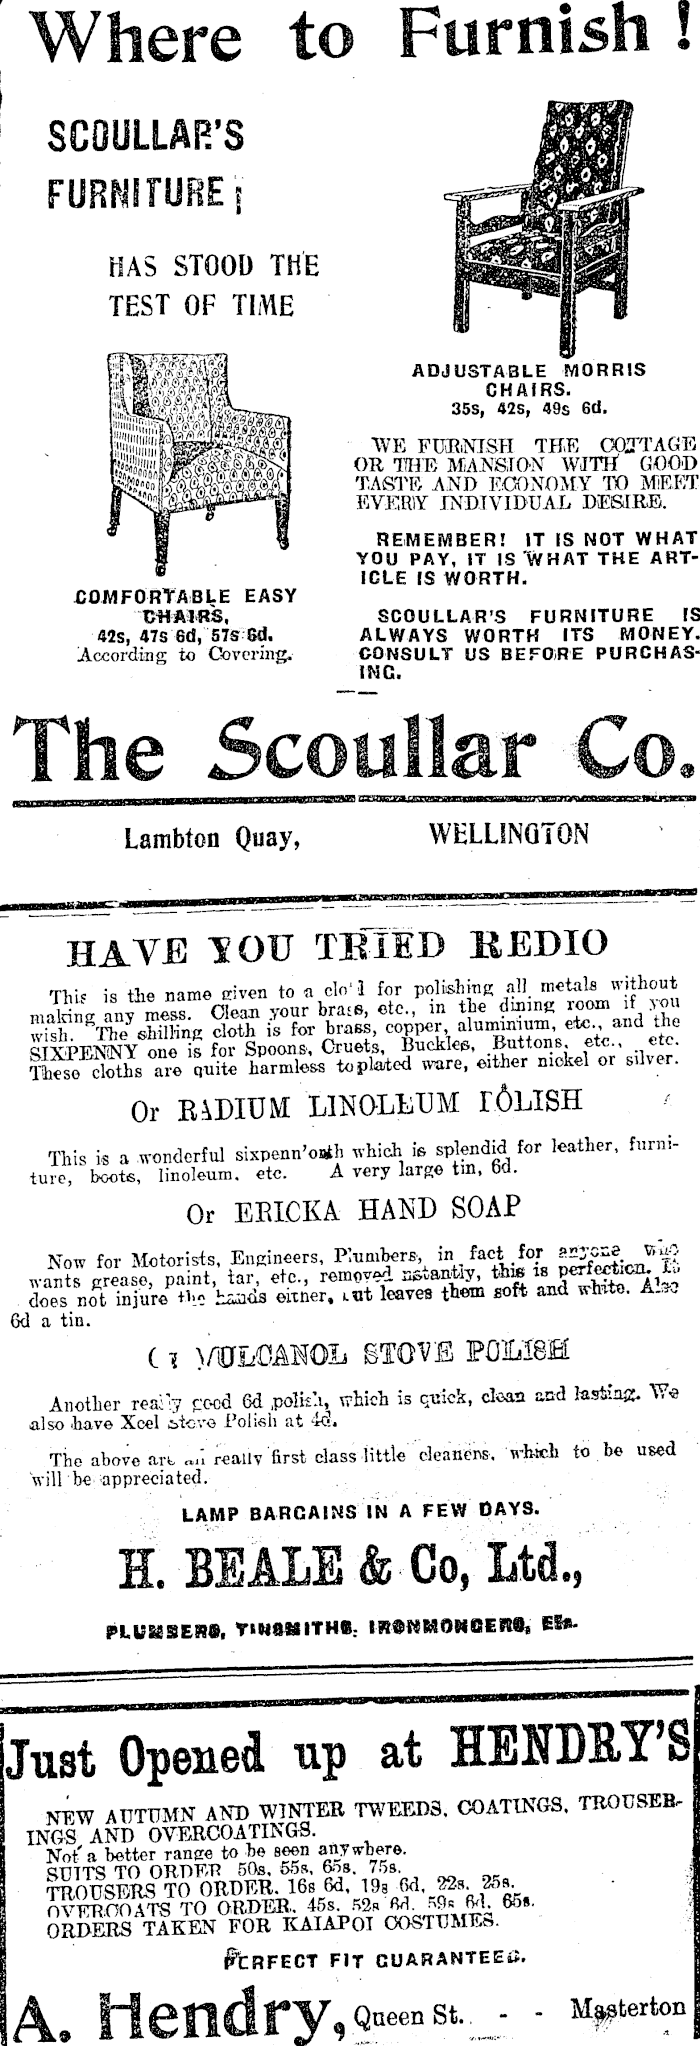 Where to Furnish!
SCOULLAR'S
FURNITURE;
HAS STOOD THE
TEST OF TIME
ADJUSTABLE MORRIS
CHAIRS.
35s, 42s, 49s 6d.
WE FURNISH THE COTTAGE
OR THE MANSION WITH GOOD
TASTE AND ECONOMY TO MEET
EVERY INDIVIDUAL DESIRE.
REMEMBER! IT IS NOT WHAT
YOU PAY, IT IS WHAT THE ART-
ICLE IS WORTH.
COMFORTABLE EASY
CHAIRS,
42s, 47s 6d, 57s 6d.
According to Covering.
SCOULLAR'S FURNITURE IS
ALWAYS WORTH ITS MONEY.
CONSULT US BEFORE PURCHAS-
ING.
The Scoullar Co.
Lambton Quay, WELLINGTON
HAVE YOU TRIED REDIO
This is the name given to a cloth for polishing all metals without
making any mess. Clean your brass, etc., in the dining room if you
wish. The shilling cloth is for brass, copper, aluminium, etc., and the
SIXPENNY one is for Spoons, Cruets, Buckles, Buttons, etc., etc.
These cloths are quite harmless to plated ware, either nickel or silver.
Or RADIUM LINOLEUM POLISH
This is a wonderful sixpenn'orth which is splendid for leather, furni-
ture, boots, linoleum, etc. A very large tin, 6d.
Or ERICKA HAND SOAP
Now for Motorists, Engineers, Plumbers, in fact for anyone who
wants grease, paint, tar, etc., removed nstantly, this is perfection. It
does not injure the hands either, but leaves them soft and white. Also
6d a tin.
Or VULCANOL STOVE POLISH
Another really good 6d polish, which is quick, clean and lasting. We
also have Xcel stove Polish at 4d.
The above are all really first class little cleaners, which to be used
will be appreciated.
LAMP BARGAINS IN A FEW DAYS.
H. BEALE & Co, Ltd.,
PLUMBERS, TINSMITHS, IRONMONGERS, Etc.
Just Opened up at HENDRY'S
NEW AUTUMN AND WINTER TWEEDS, COATINGS, TROUSER-
INGS AND OVERCOATINGS.
Not a better range to be seen anywhere.
SUITS TO ORDER 50s, 55s, 65s, 75s.
TROUSERS TO ORDER. 16s 6d, 19s 6d, 22s, 25s.
OVERCOATS TO ORDER, 45s, 52s 6d, 59s 6d, 65s.
ORDERS TAKEN FOR KAIAPOI COSTUMES.
PERFECT FIT GUARANTEED.
A. Hendry, Queen St. - - Masterton